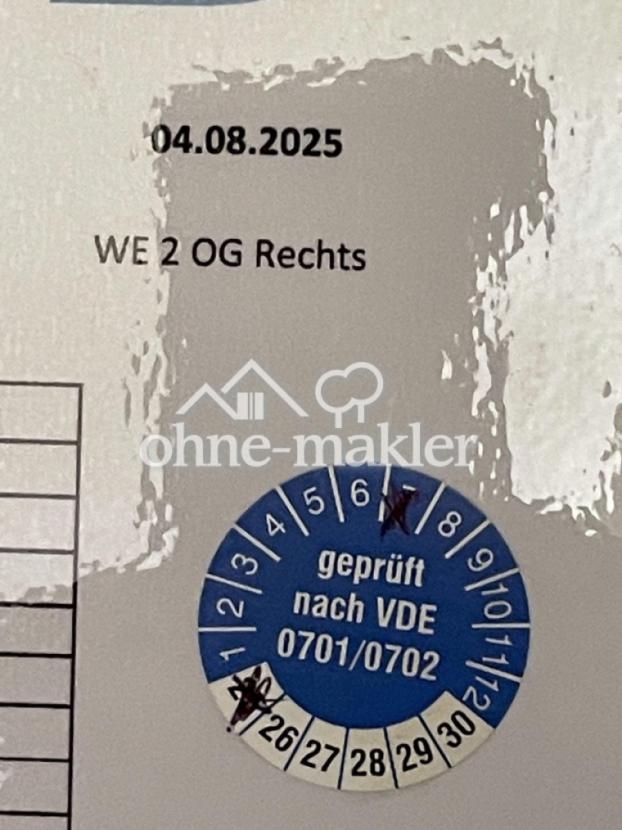 04.08.2025
WE 2 OG Rechts
ohne-makler
1 2 3 4 5 6 7 8 9 10 11 12
geprüft
nach VDE
0701/0702
26 27 28 29 30